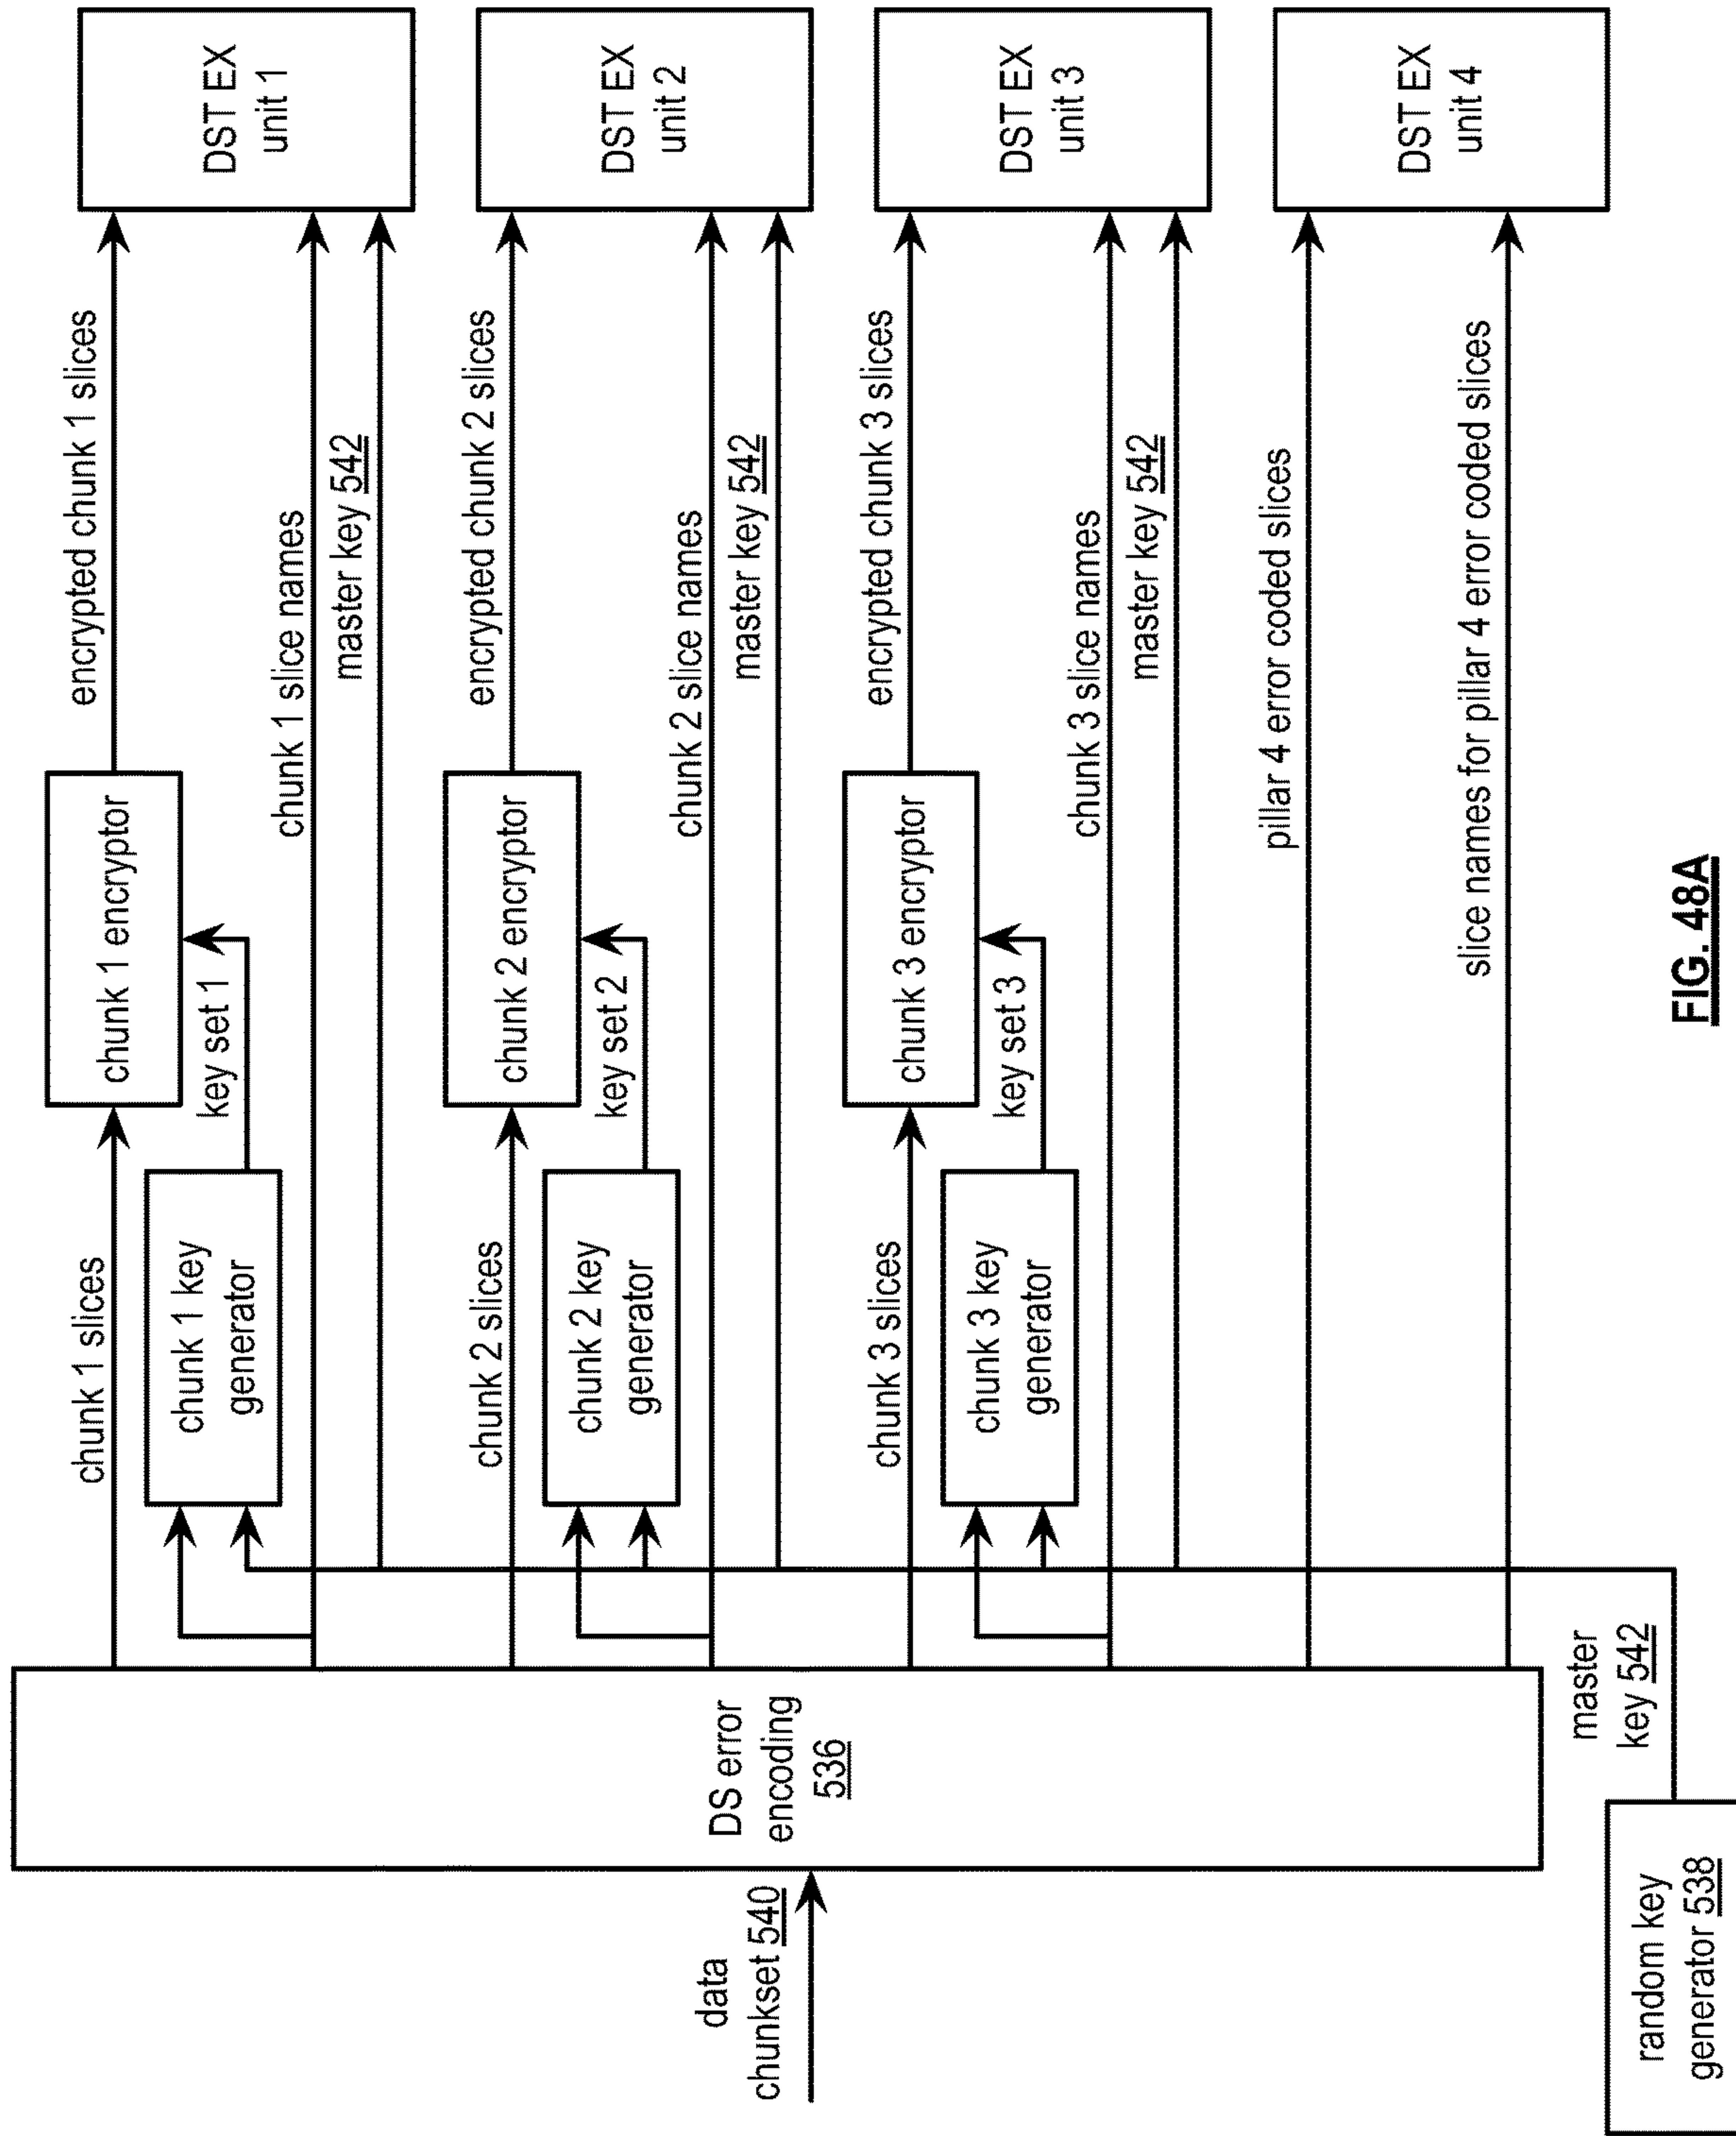 data
chunkset 540
DS error
encoding
536
random key
generator 538
master
key 542
chunk 1 slices
chunk 1 key
generator
key set 1
chunk 1 encryptor
encrypted chunk 1 slices
chunk 1 slice names
master key 542
DST EX
unit 1
chunk 2 slices
chunk 2 key
generator
key set 2
chunk 2 encryptor
encrypted chunk 2 slices
chunk 2 slice names
master key 542
DST EX
unit 2
chunk 3 slices
chunk 3 key
generator
key set 3
chunk 3 encryptor
encrypted chunk 3 slices
chunk 3 slice names
master key 542
DST EX
unit 3
pillar 4 error coded slices
slice names for pillar 4 error coded slices
DST EX
unit 4
FIG. 48A